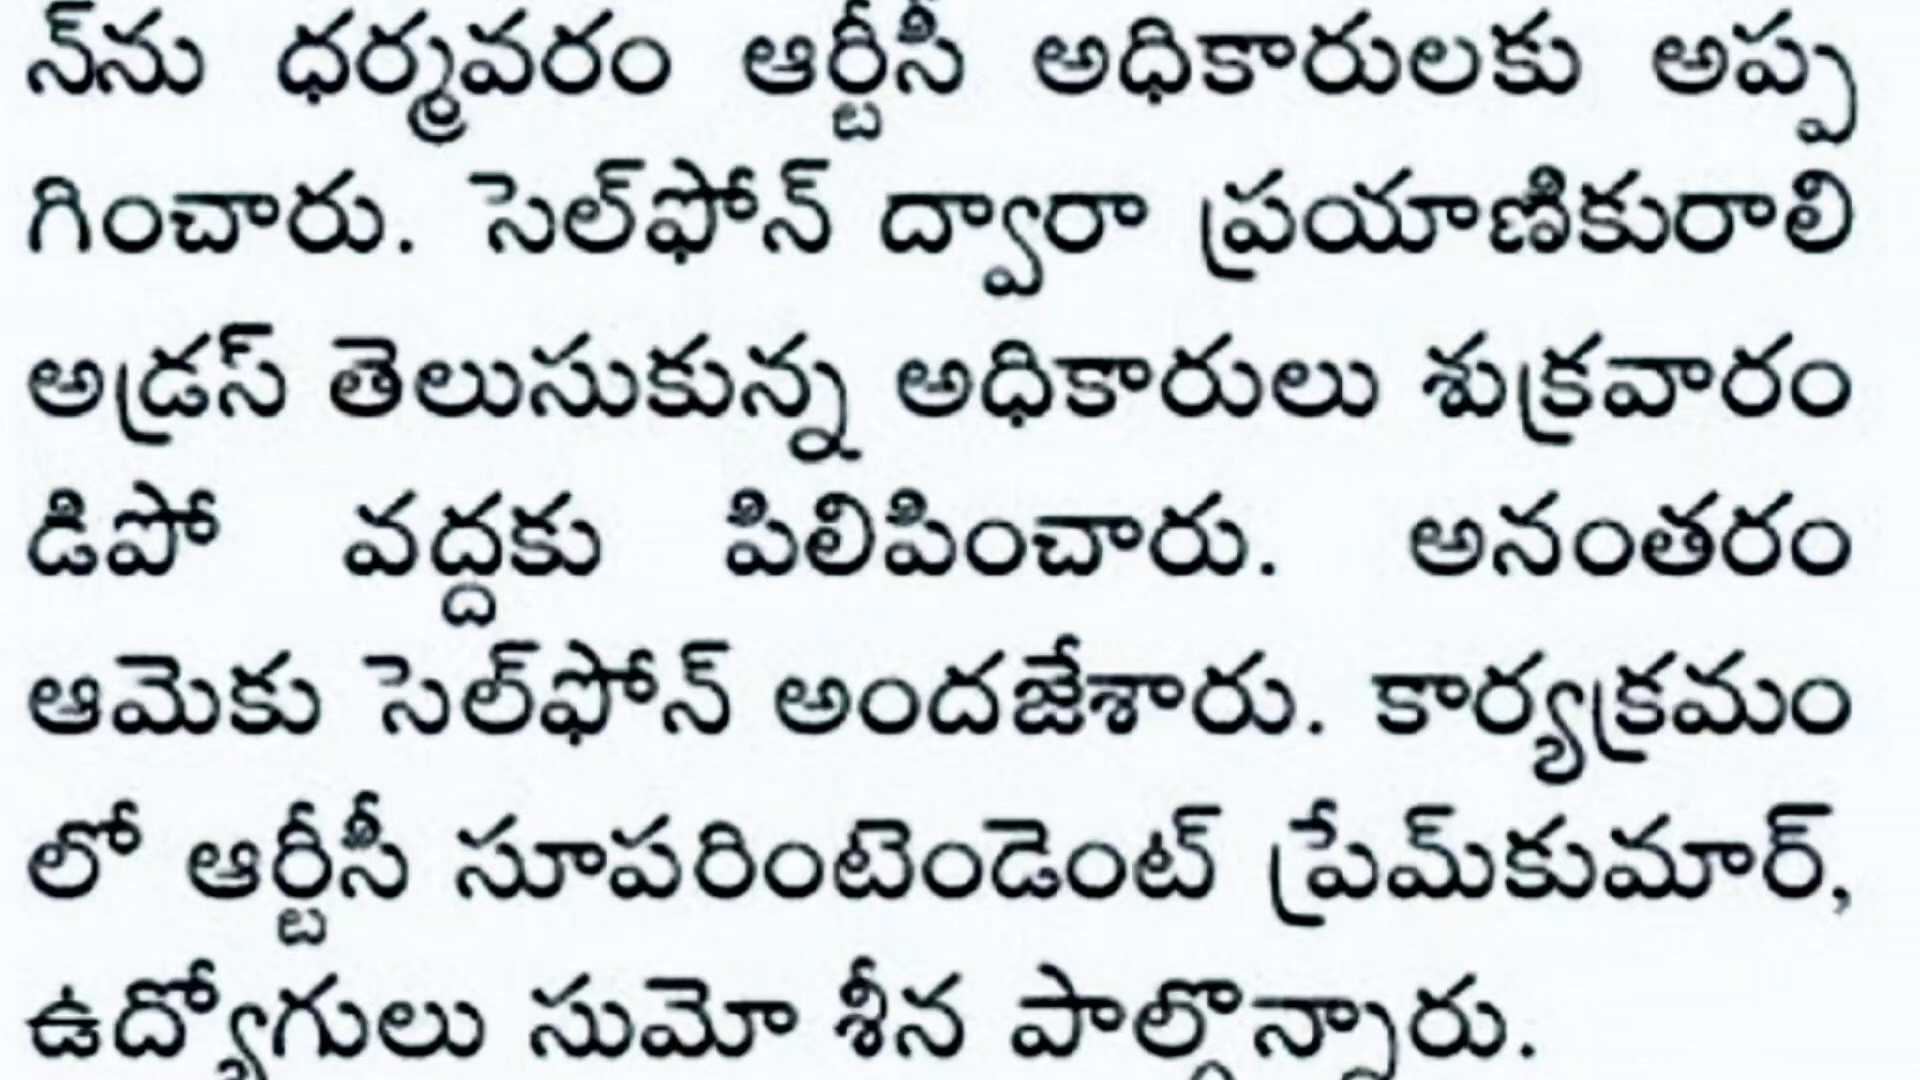 న్‌ను ధర్మవరం ఆర్టీసీ అధికారులకు అప్ప
గించారు. సెల్‌ఫోన్ ద్వారా ప్రయాణికురాలి
అడ్రస్ తెలుసుకున్న అధికారులు శుక్రవారం
డిపో వద్దకు పిలిపించారు. అనంతరం
ఆమెకు సెల్‌ఫోన్ అందజేశారు. కార్యక్రమం
లో ఆర్టీసీ సూపరింటెండెంట్ ప్రేమ్‌కుమార్,
ఉద్యోగులు సుమో శీన పాల్గొన్నారు.